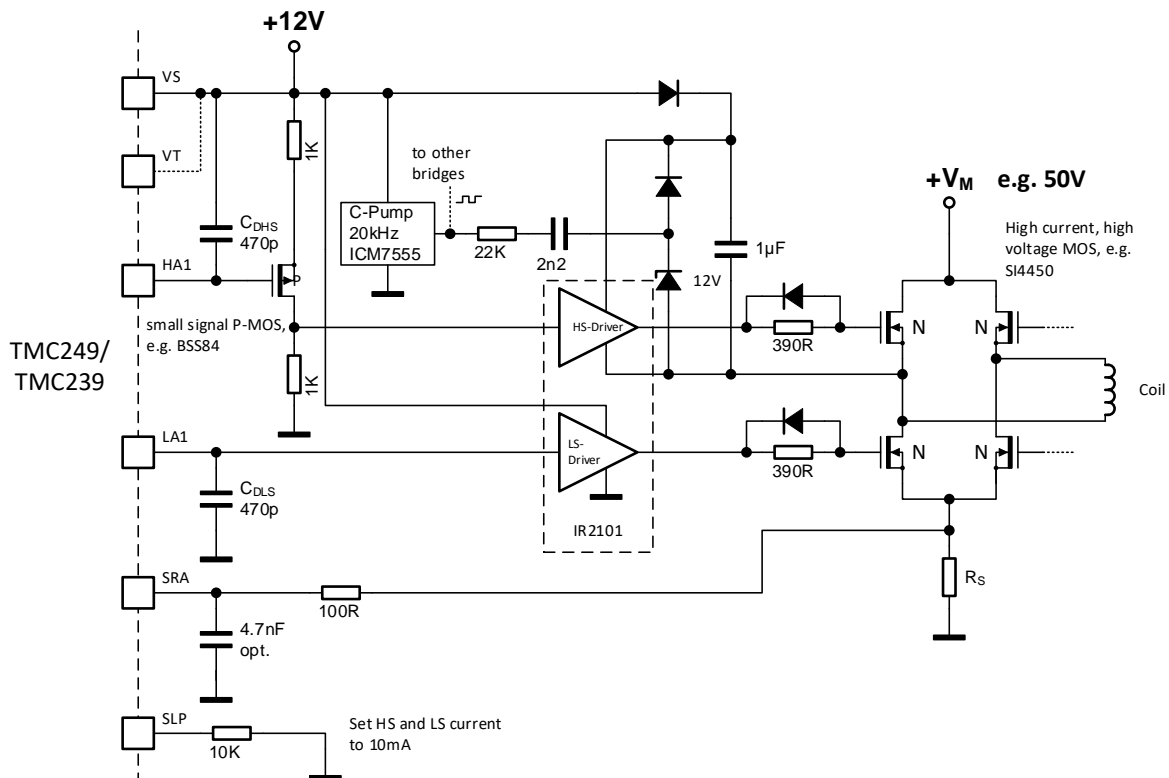 +12V
VS
VT
1K
to other
bridges
C-Pump
20kHz
ICM7555
22K
2n2
12V
1µF
+VM e.g. 50V
High current, high
voltage MOS, e.g.
SI4450
CDHS
470p
HA1
P
small signal P-MOS,
e.g. BSS84
HS-Driver
390R
N
N
TMC249/
TMC239
1K
Coil
LA1
LS-
Driver
390R
N
N
CDLS
470p
IR2101
SRA
100R
RS
4.7nF
opt.
SLP
10K
Set HS and LS current
to 10mA